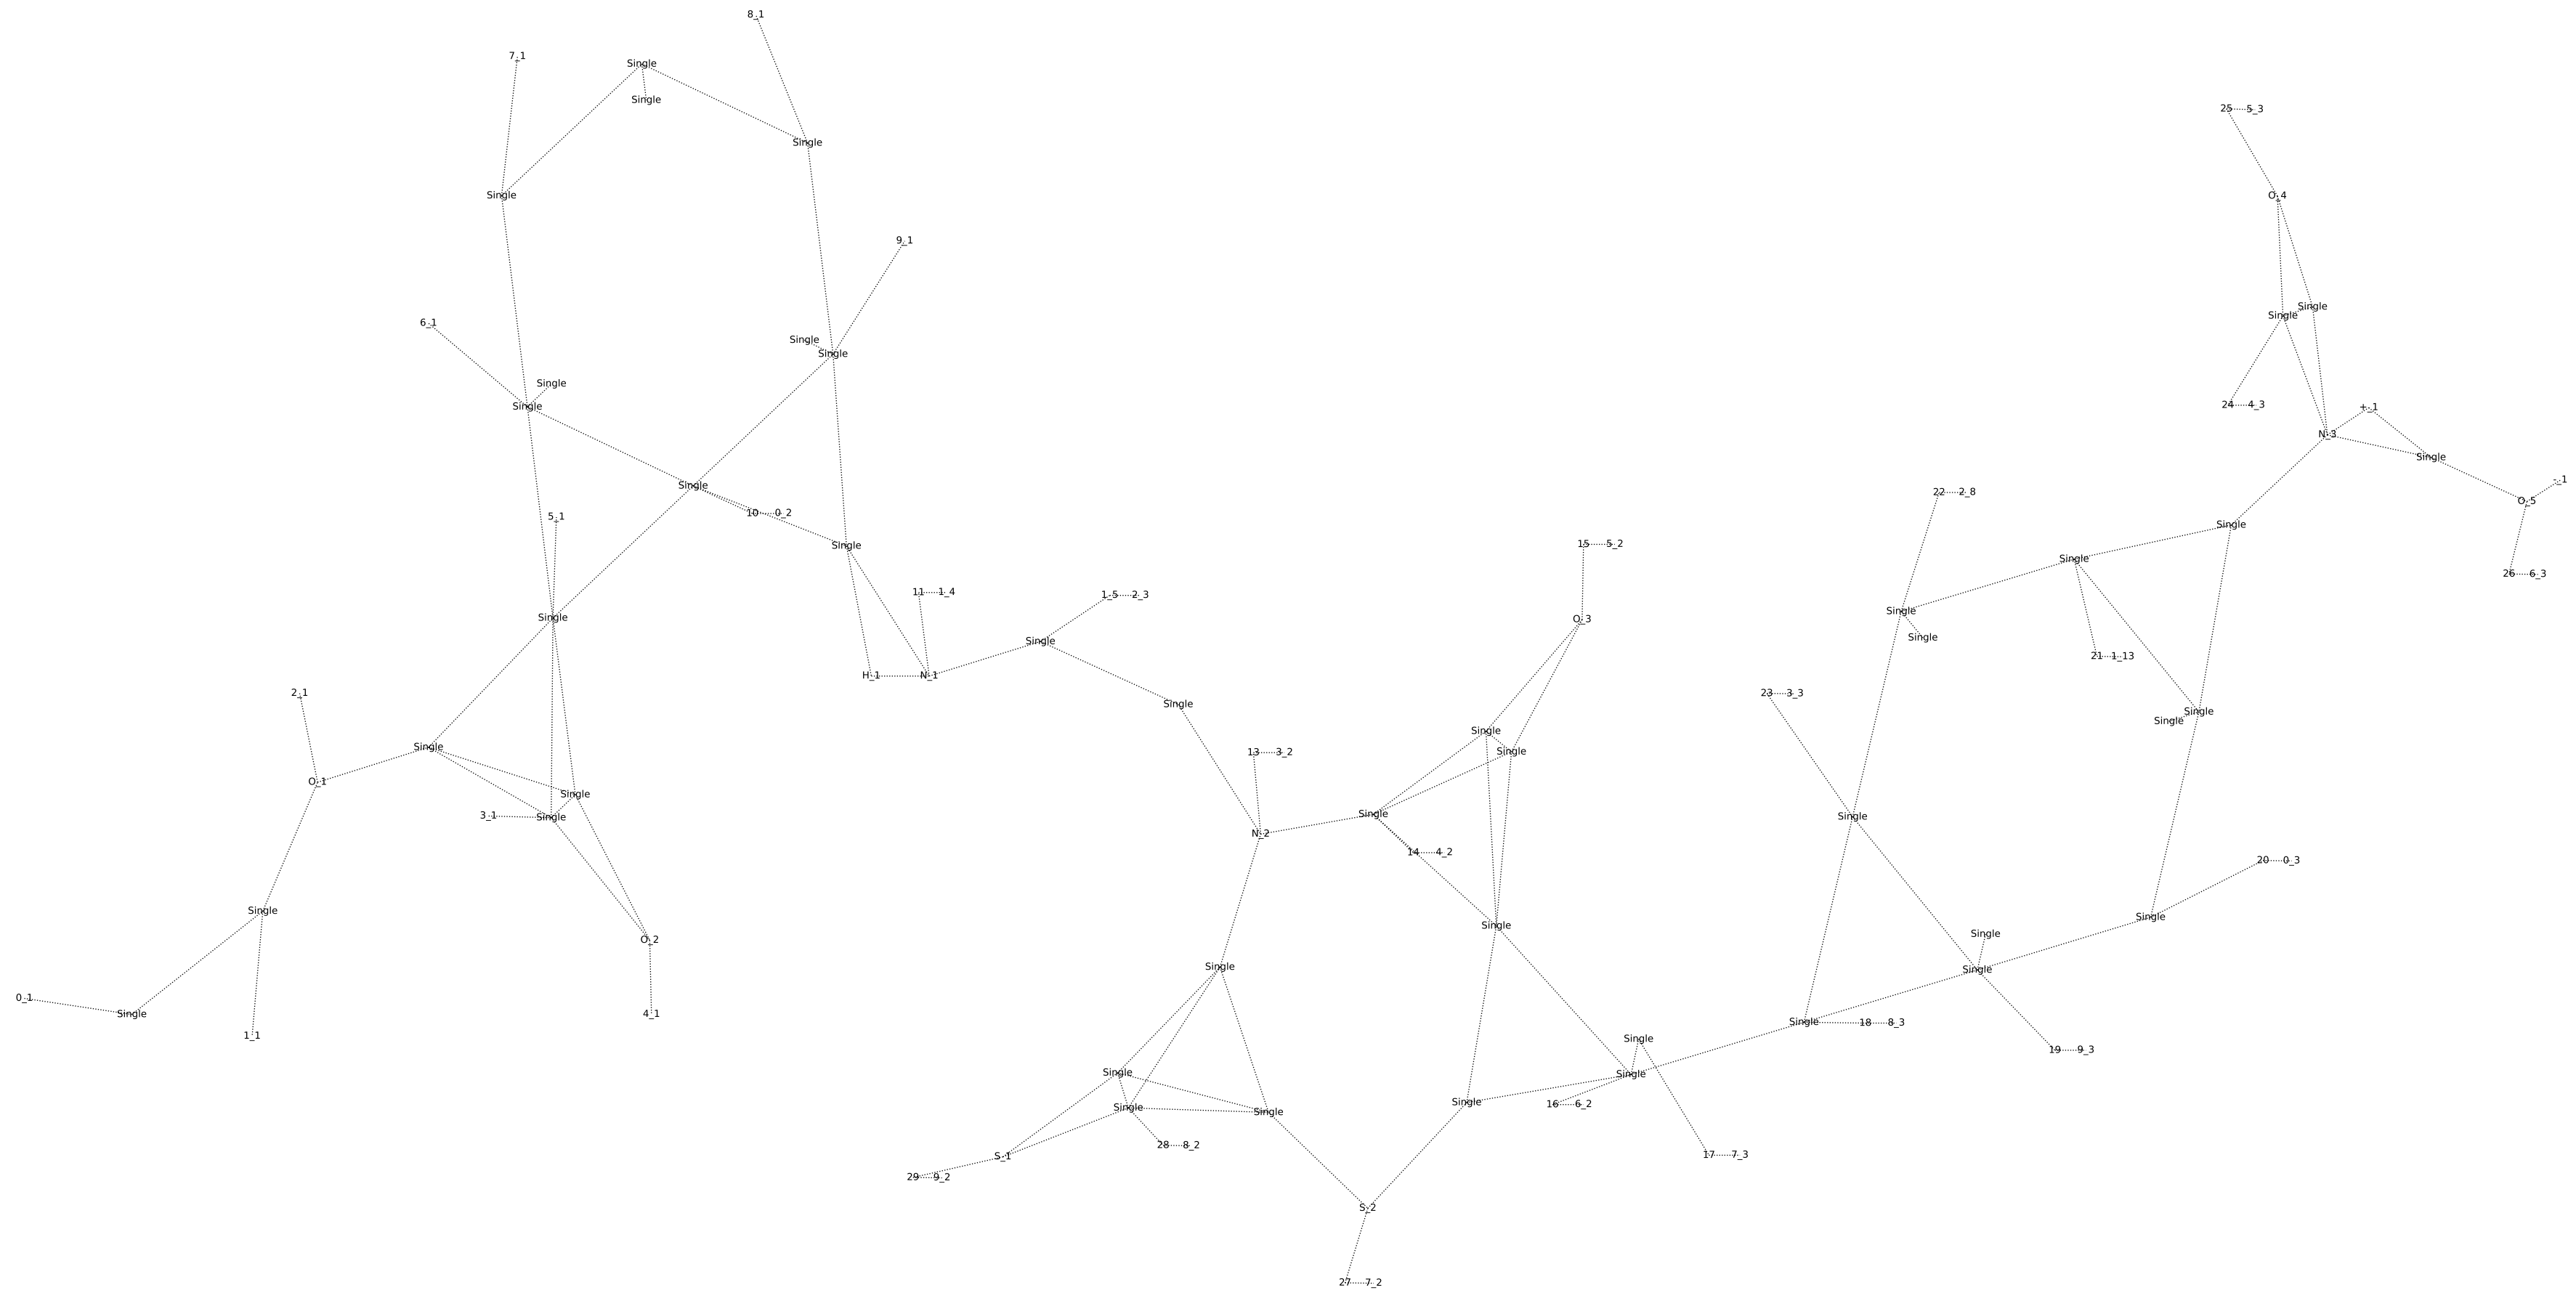 8_1
7_1
Single
Single
25 5_3
Single
Single
O_4
9_1
Single
Single
6_1
Single
Single
Single
Single
24 4_3
+_1
Single
N_3
Single
Single
22 2_8
-_1
O_5
10 0_2
5_1
Single
15 5_2
Single
Single
26 6_3
11 1_4
1_5 2_3
Single
Single
O_3
Single
Single
21 1_13
H_1 N_1
2_1
23 3_3
Single
Single
Single
Single
Single
Single
13 3_2
O_1
Single
Single
3_1
Single
Single
N_2
14 4_2
20 0_3
Single
Single
Single
Single
O_2
Single
Single
0_1
Single
4_1
Single
18 8_3
1_1
Single
19 9_3
Single
Single
Single
16 6_2
Single
Single
28 8_2
17 7_3
S_1
29 9_2
S_2
27 7_2